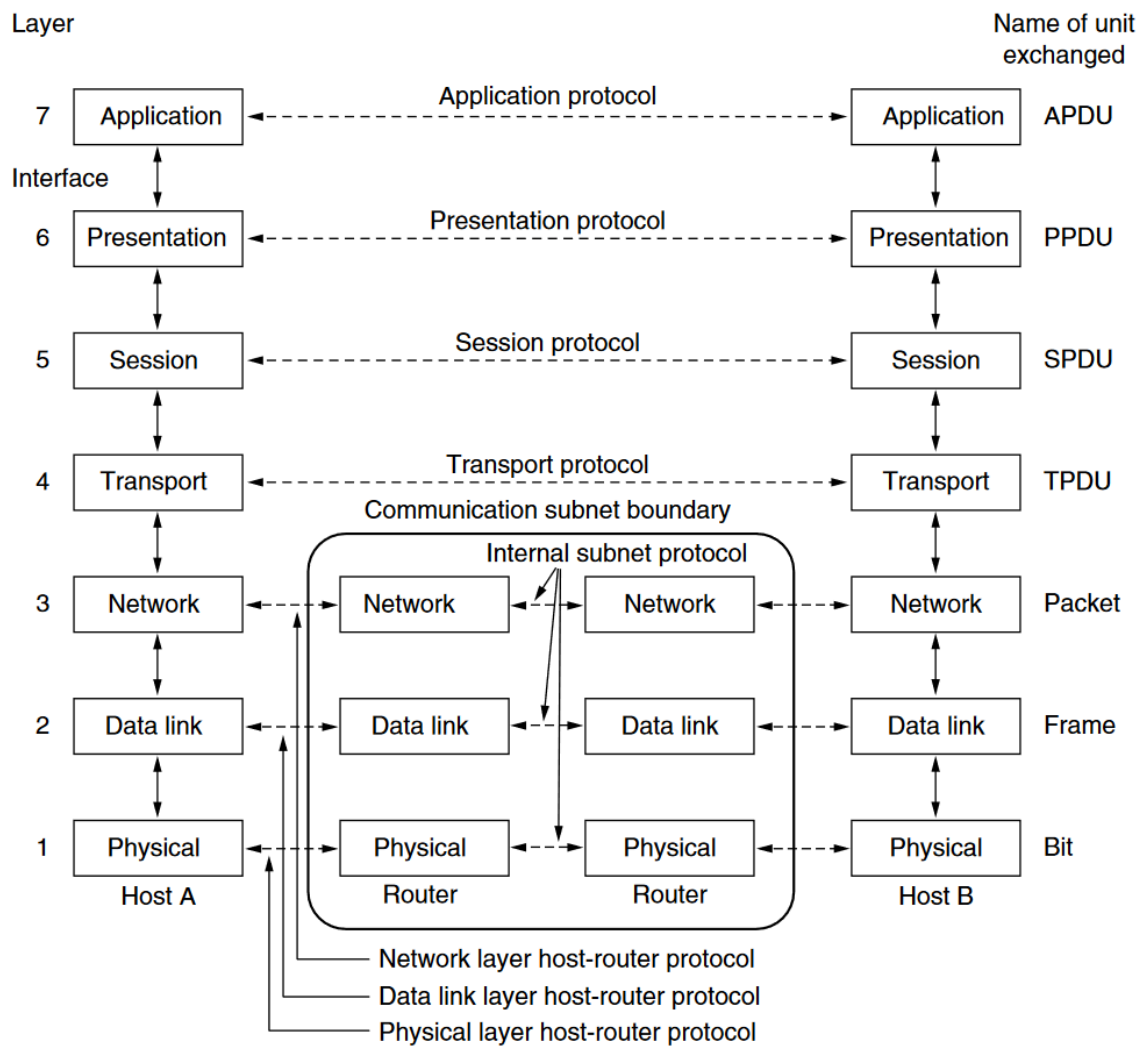 Layer
Name of unit
exchanged
7 Application Application protocol Application APDU
Interface
6 Presentation Presentation protocol Presentation PPDU
5 Session Session protocol Session SPDU
4 Transport Transport protocol Transport TPDU
Communication subnet boundary
Internal subnet protocol
3 Network Network Network Network Packet
2 Data link Data link Data link Data link Frame
1 Physical Physical Physical Physical Bit
Host A Router Router Host B
Network layer host-router protocol
Data link layer host-router protocol
Physical layer host-router protocol